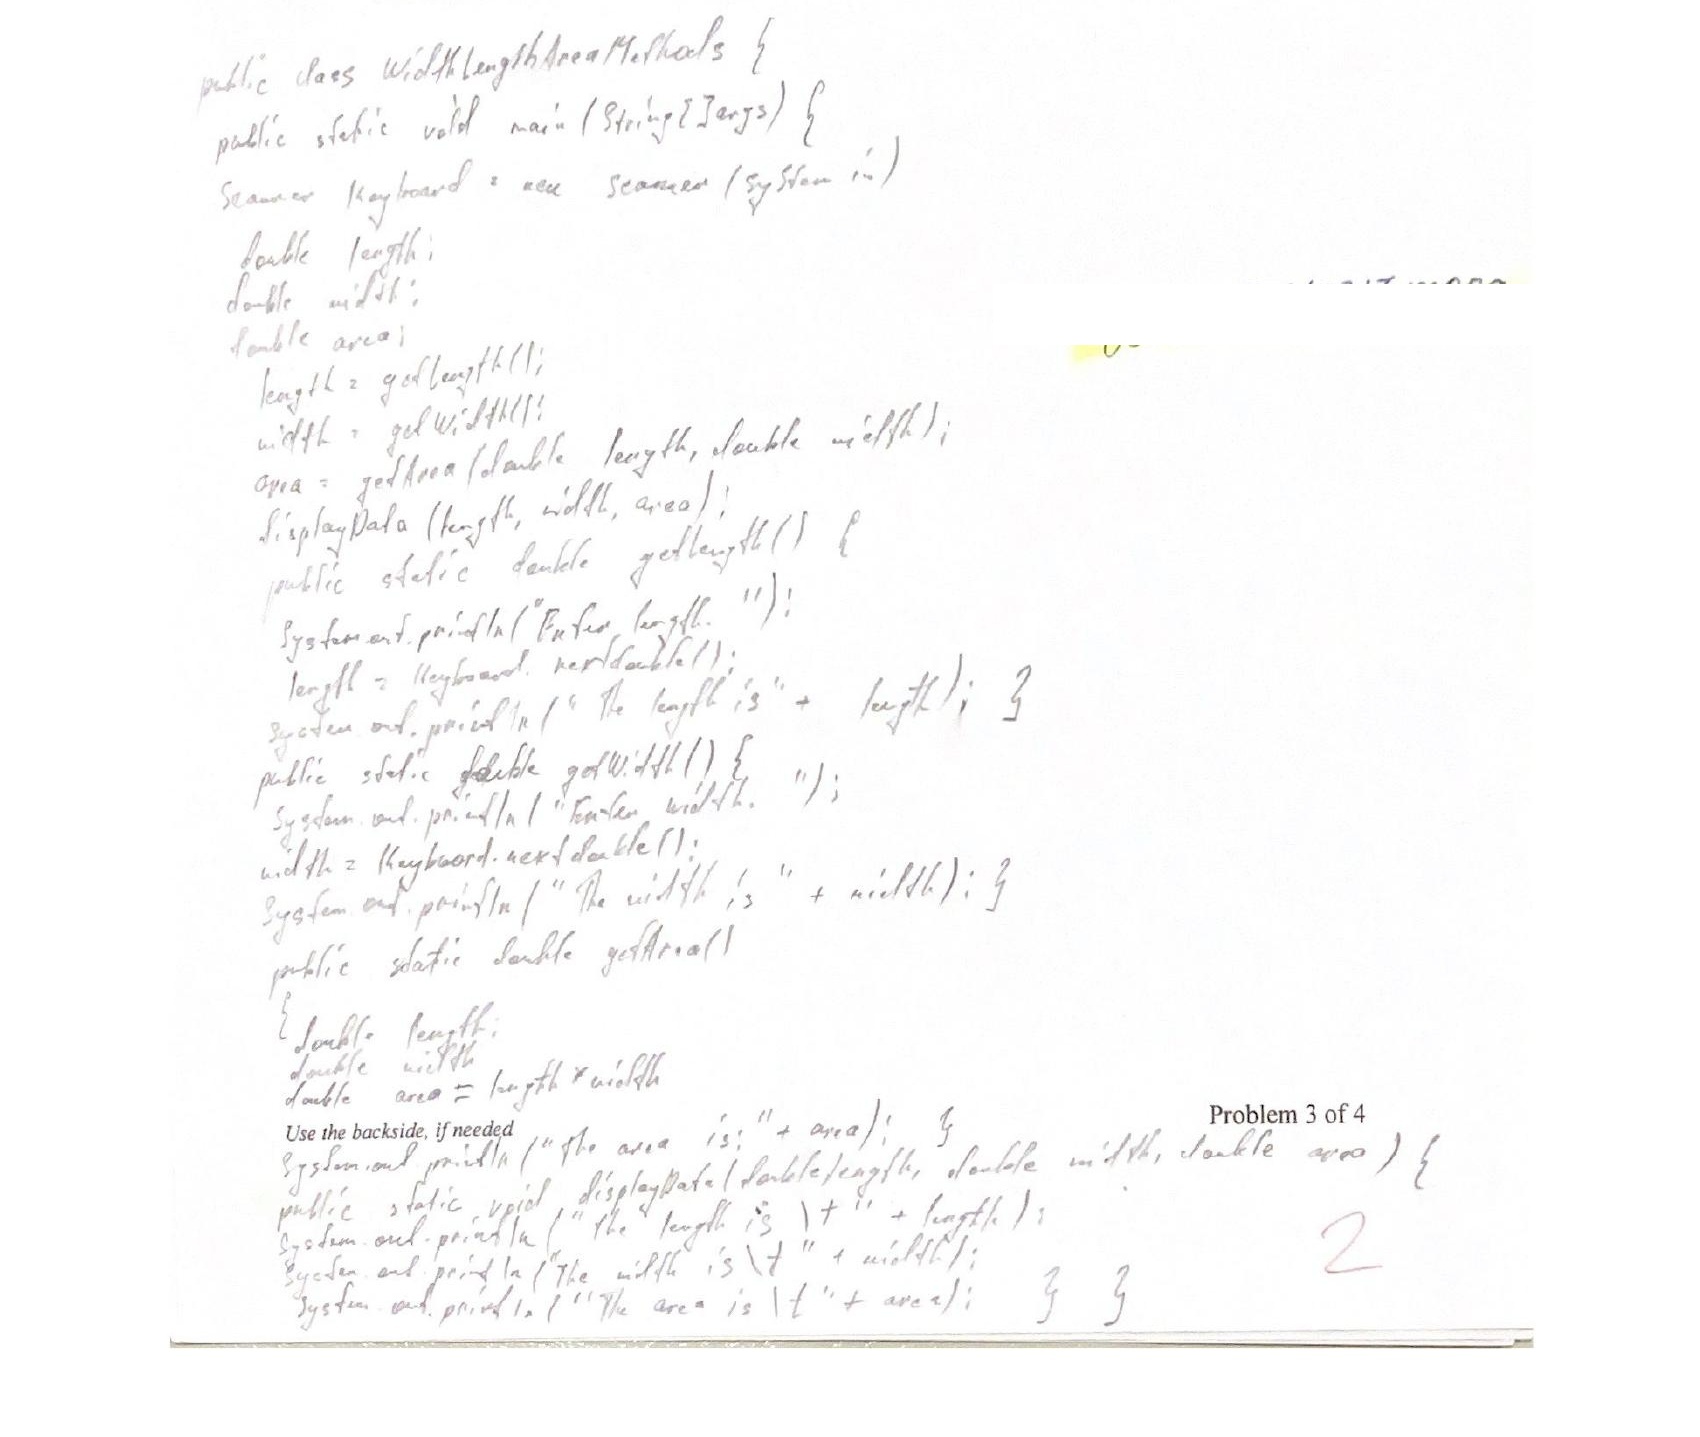 public class WidthLengthAreaMethods {
public static void main (String[]args) {
Scanner Keyboard = new Scanner (System in)
double length;
double width;
double area;
length = getLength();
width = getWidth();
area = getArea (double length, double width);
displayData (length, width, area);
public static double getLength() {
System.out.println("Enter length. ");
length = Keyboard. nextdouble();
System.out.println (" The length is" + length); }
public static double getWidth() {
System.out.println ( "Enter width. ");
width = Keyboard.nextdouble();
System.out.println (" The width is " + width); }
public static double getArea()
{
double length;
double width
double area = length * width
Problem 3 of 4
Use the backside, if needed
System.out println ("the area is:" + area); }
public static void displayData(double length, double width, double area ) {
System.out.println (" the length is \t " + length );
System.out.println ("The width is \t " + width);
System.out.println ("The area is \t "+ area); } }
2